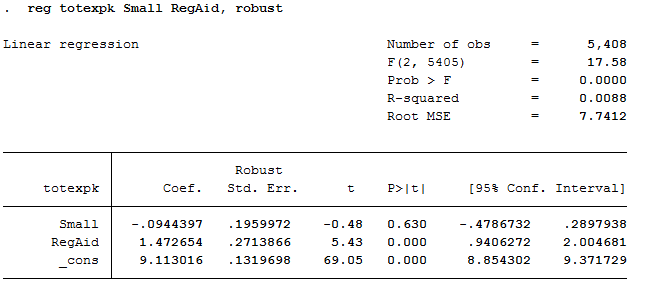 . reg totexpk Small RegAid, robust
Linear regression Number of obs = 5,408
F(2, 5405) = 17.58
Prob > F = 0.0000
R-squared = 0.0088
Root MSE = 7.7412
Robust
totexpk Coef. Std. Err. t P>|t| [95% Conf. Interval]
Small -.0944397 .1959972 -0.48 0.630 -.4786732 .2897938
RegAid 1.472654 .2713866 5.43 0.000 .9406272 2.004681
_cons 9.113016 .1319698 69.05 0.000 8.854302 9.371729